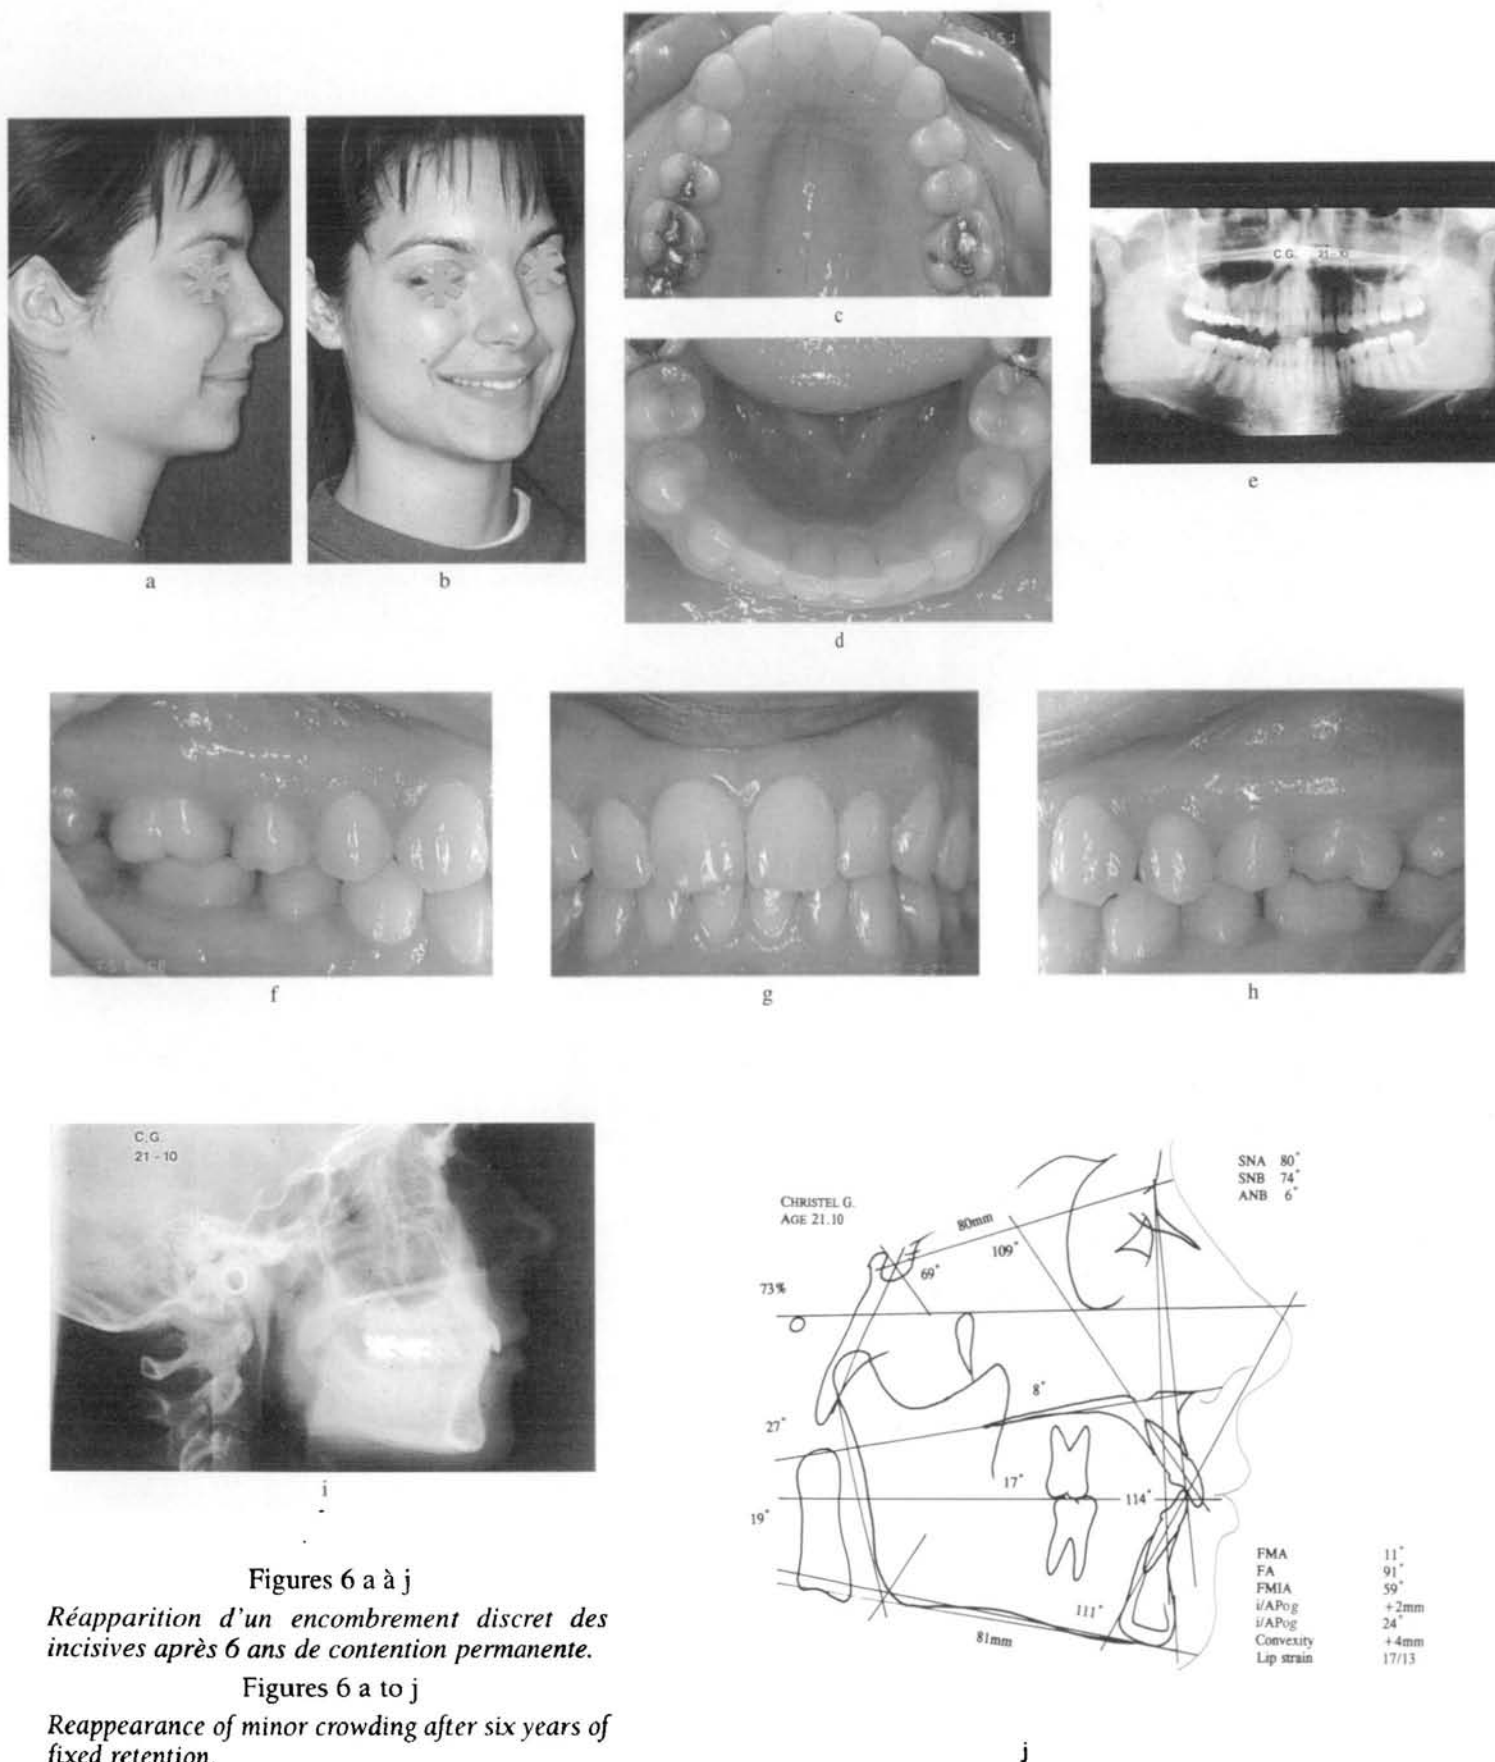 a
b
c
d
C.G. 21-10
e
f
g
h
C.G.
21-10
i
CHRISTEL G.
AGE 21.10
SNA 80°
SNB 74°
ANB 6°
80mm
109°
69°
73%
8°
27°
17°
114°
19°
111°
81mm
FMA 11°
FA 91°
FMIA 59°
i/APog +2mm
i/APog 24°
Convexity +4mm
Lip strain 17/13
j
Figures 6 a à j
Réapparition d'un encombrement discret des
incisives après 6 ans de contention permanente.
Figures 6 a to j
Reappearance of minor crowding after six years of
fixed retention.